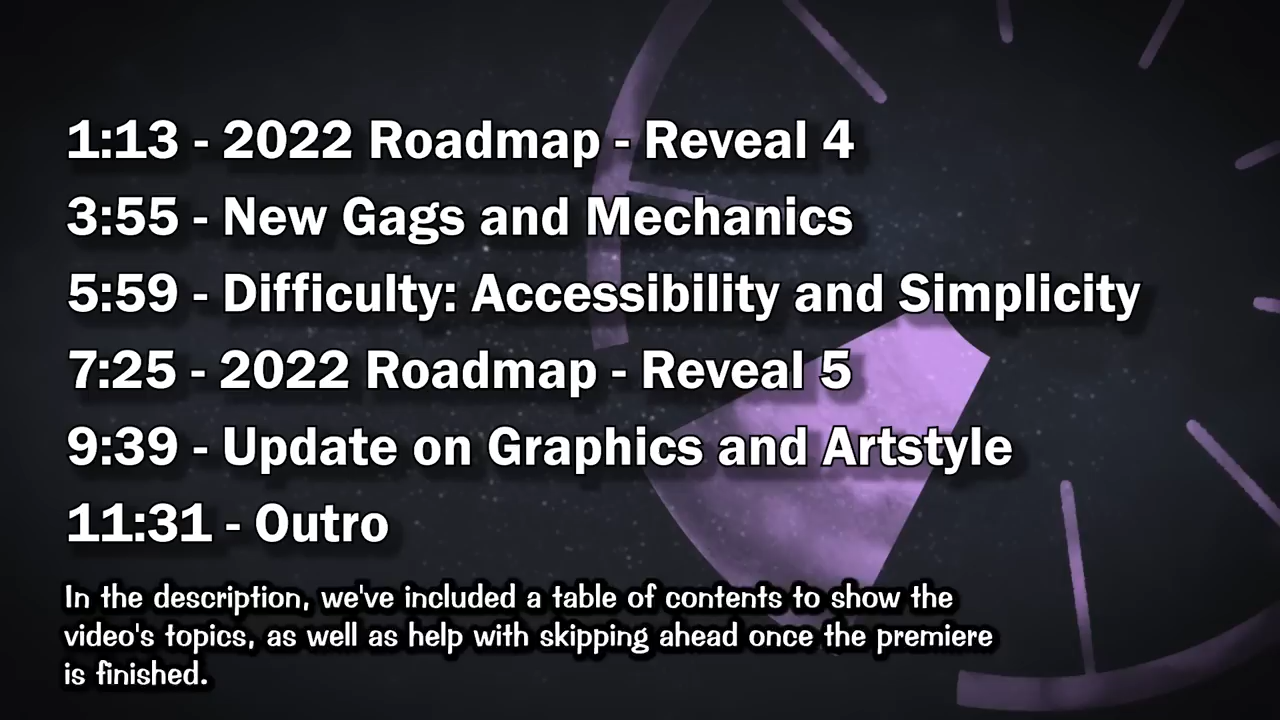 1:13 - 2022 Roadmap - Reveal 4
3:55 - New Gags and Mechanics
5:59 - Difficulty: Accessibility and Simplicity
7:25 - 2022 Roadmap - Reveal 5
9:39 - Update on Graphics and Artstyle
11:31 - Outro
In the description, we've included a table of contents to show the
video's topics, as well as help with skipping ahead once the premiere
is finished.